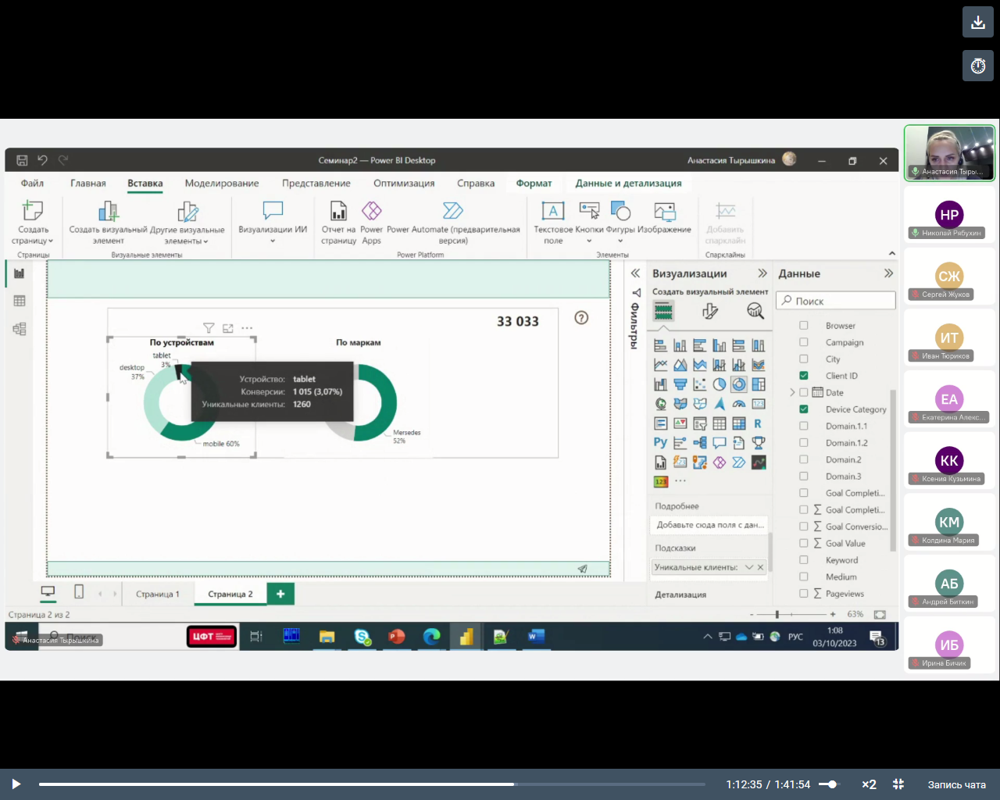 Семинар2 — Power BI Desktop
Анастасия Тырышкина
Файл Главная Вставка Моделирование Представление Оптимизация Справка Формат Данные и детализация
Создать страницу
Создать визуальный элемент
Другие визуальные элементы
Визуализации ИИ
Отчет на страницу
Power Apps
Power Automate (предварительная версия)
Текстовое поле
Кнопки
Фигуры
Изображение
Добавить спарклайн
Страницы
Визуальные элементы
Power Platform
Элементы
Спарклайны
33 033
По устройствам
tablet
3%
desktop
37%
mobile 60%
Устройство: tablet
Конверсии: 1 015 (3,07%)
Уникальные клиенты: 1260
По маркам
Mersedes
52%
Фильтры
Визуализации
Создать визуальный элемент
Py
R
123
Подробнее
Добавьте сюда поля с дан...
Подсказки
Уникальные клиенты:
Детализация
Данные
Поиск
Browser
Campaign
City
Client ID
Date
Device Category
Domain.1.1
Domain.1.2
Domain.2
Domain.3
Goal Completi...
Goal Completi...
Goal Conversio...
Goal Value
Keyword
Medium
Pageviews
Страница 1
Страница 2
Страница 2 из 2
63%
Поиск
Анастасия Тырышкина
ЦФТ
РУС
1:08
03/10/2023
13
Анастасия Тыры...
НР
Николай Рябухин
СЖ
Сергей Жуков
ИТ
Иван Тюриков
ЕА
Екатерина Алекс...
КК
Ксения Кузьмина
КМ
Колдина Мария
АБ
Андрей Биткин
ИБ
Ирина Бичик
1:12:35 / 1:41:54
×2
Запись чата